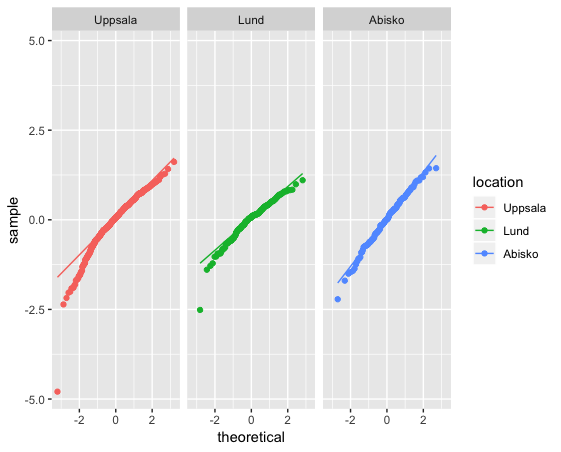 Uppsala Lund Abisko
5.0
2.5
0.0
-2.5
-5.0
sample
-2 0 2 -2 0 2 -2 0 2
theoretical
location
Uppsala
Lund
Abisko